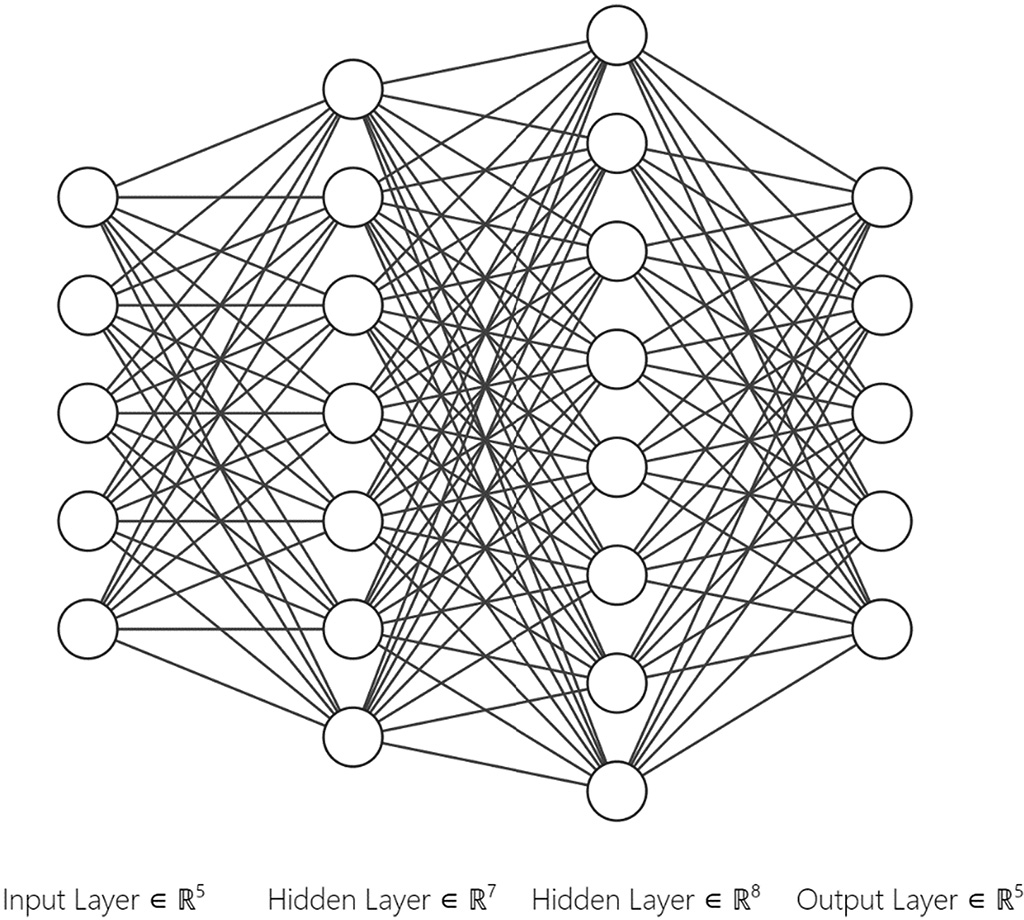 Input Layer ∈ ℝ⁵ Hidden Layer ∈ ℝ⁷ Hidden Layer ∈ ℝ⁸ Output Layer ∈ ℝ⁵